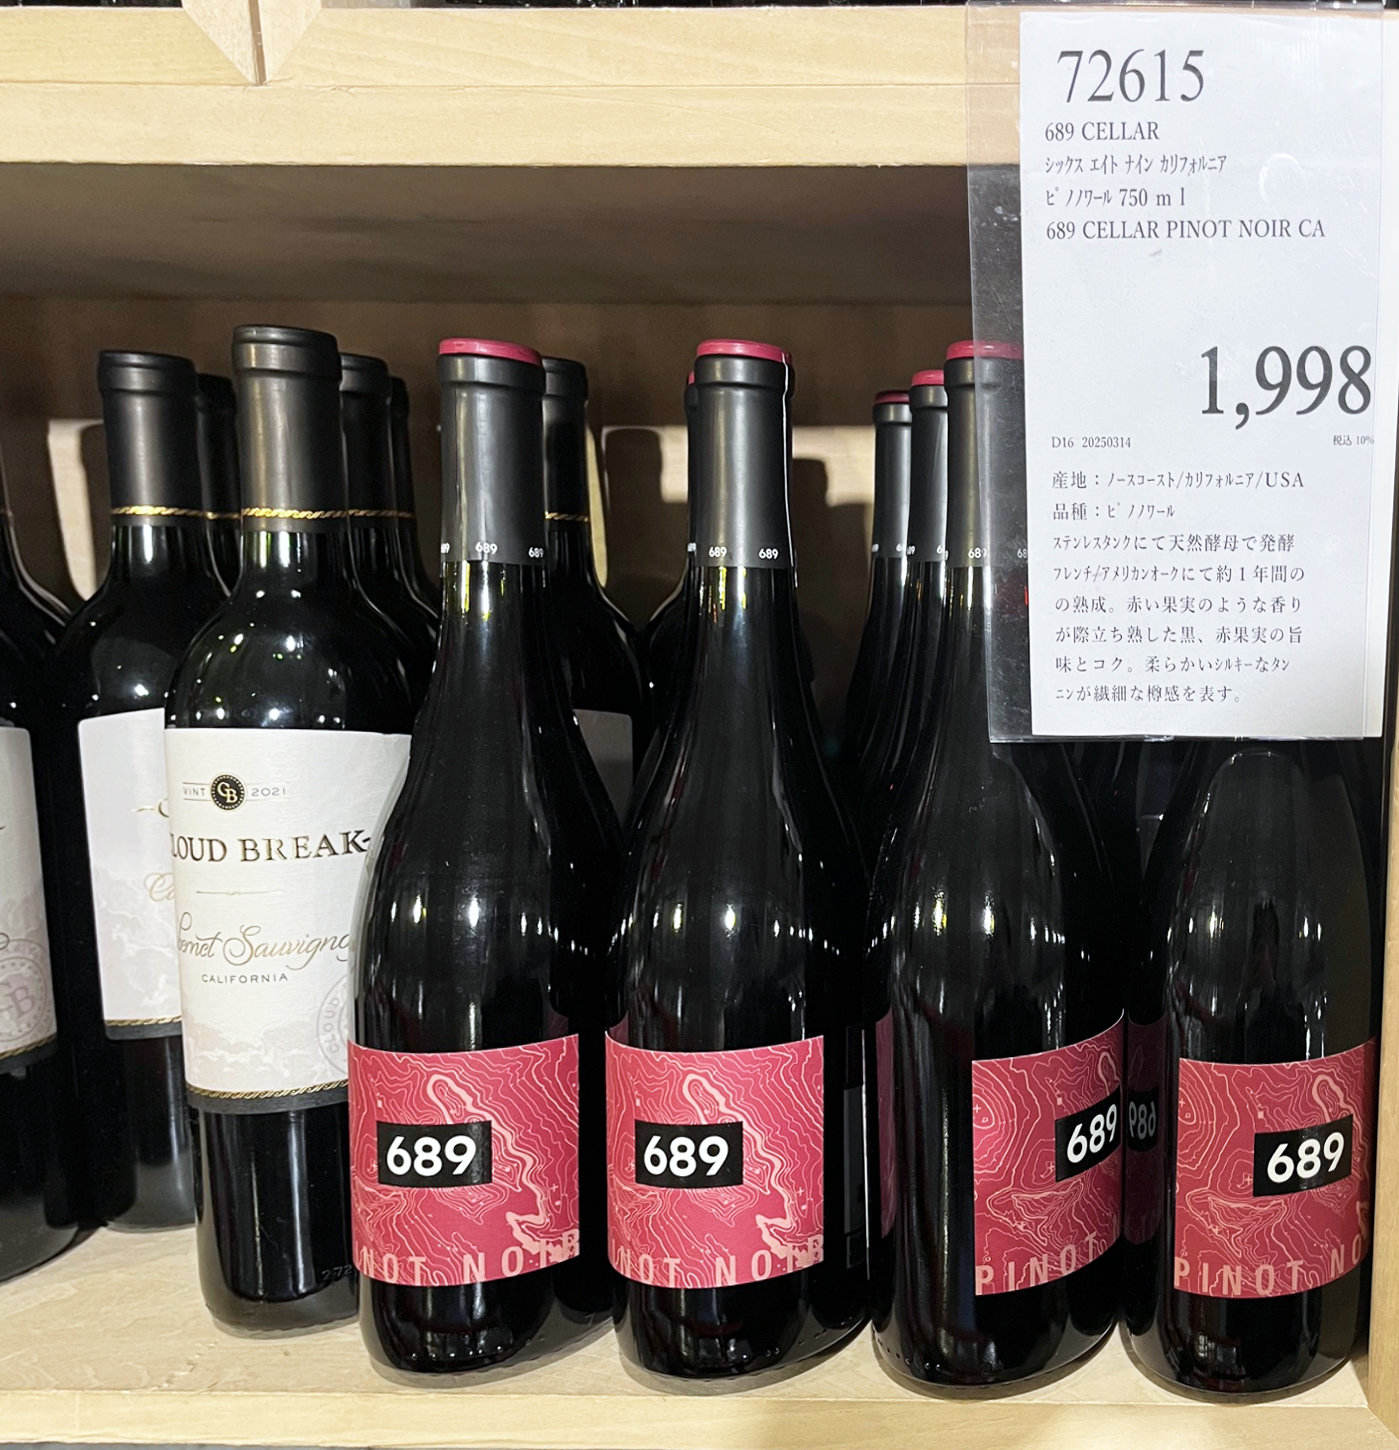 72615
689 CELLAR
シックス エイト ナイン カリフォルニア
ピノノワール 750 ml
689 CELLAR PINOT NOIR CA
1,998
D16 20250314
税込 10%
産地：ノースコースト/カリフォルニア/USA
品種：ピノノワール
ステンレスタンクにて天然酵母で発酵
フレンチ/アメリカンオークにて約1年間の
の熟成。赤い果実のような香り
が際立ち熟した黒、赤果実の旨
味とコク。柔らかいシルキーなタン
ニンが繊細な樽感を表す。
VINT CB 2021
LOUD BREAK
ernet Sauvigno
CALIFORNIA
CLOUD
689 689
689 689
689
689
INOT NOIR
689
INOT NOIR
689
PINOT
689
PINOT NO